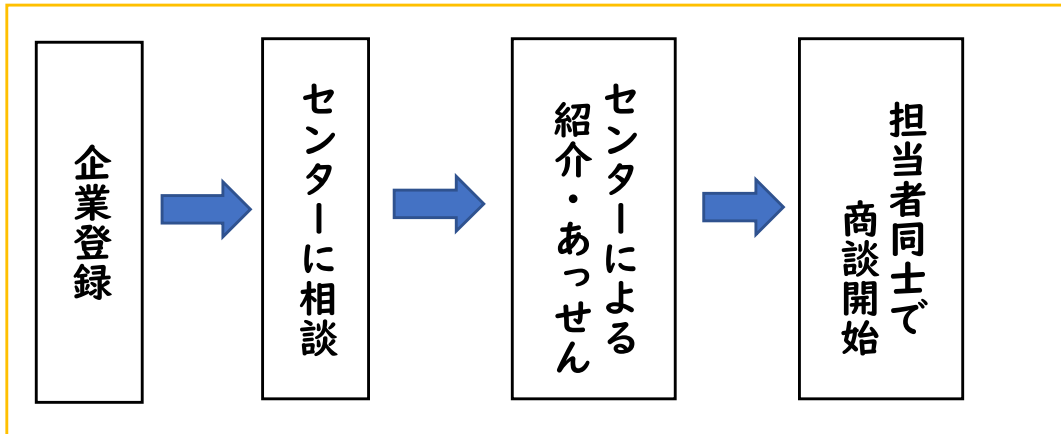 企業登録
センターに相談
センターによる
紹介・あっせん
担当者同士で
商談開始